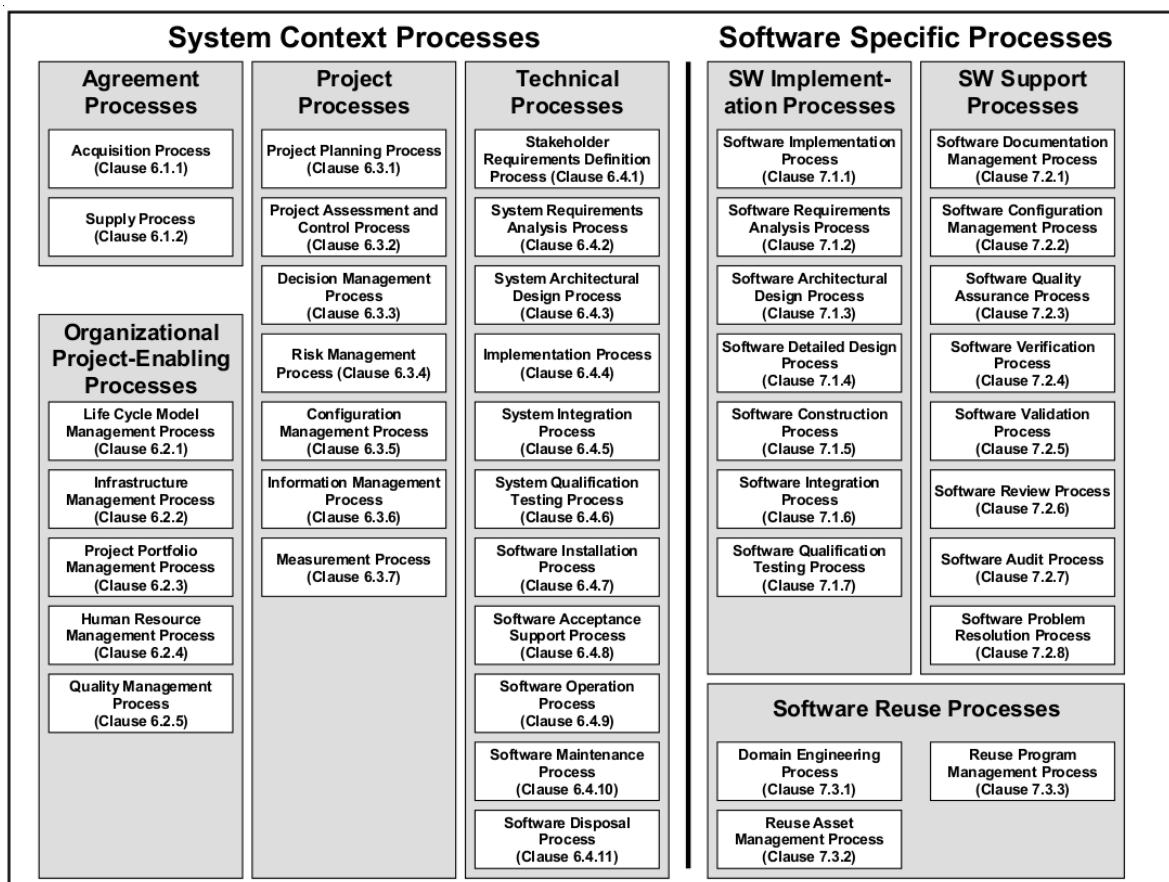 System Context Processes
Software Specific Processes
Agreement
Processes
Acquisition Process
(Clause 6.1.1)
Supply Process
(Clause 6.1.2)
Organizational
Project-Enabling
Processes
Life Cycle Model
Management Process
(Clause 6.2.1)
Infrastructure
Management Process
(Clause 6.2.2)
Project Portfolio
Management Process
(Clause 6.2.3)
Human Resource
Management Process
(Clause 6.2.4)
Quality Management
Process
(Clause 6.2.5)
Project
Processes
Project Planning Process
(Clause 6.3.1)
Project Assessment and
Control Process
(Clause 6.3.2)
Decision Management
Process
(Clause 6.3.3)
Risk Management
Process (Clause 6.3.4)
Configuration
Management Process
(Clause 6.3.5)
Information Management
Process
(Clause 6.3.6)
Measurement Process
(Clause 6.3.7)
Technical
Processes
Stakeholder
Requirements Definition
Process (Clause 6.4.1)
System Requirements
Analysis Process
(Clause 6.4.2)
System Architectural
Design Process
(Clause 6.4.3)
Implementation Process
(Clause 6.4.4)
System Integration
Process
(Clause 6.4.5)
System Qualification
Testing Process
(Clause 6.4.6)
Software Installation
Process
(Clause 6.4.7)
Software Acceptance
Support Process
(Clause 6.4.8)
Software Operation
Process
(Clause 6.4.9)
Software Maintenance
Process
(Clause 6.4.10)
Software Disposal
Process
(Clause 6.4.11)
SW Implement-
ation Processes
Software Implementation
Process
(Clause 7.1.1)
Software Requirements
Analysis Process
(Clause 7.1.2)
Software Architectural
Design Process
(Clause 7.1.3)
Software Detailed Design
Process
(Clause 7.1.4)
Software Construction
Process
(Clause 7.1.5)
Software Integration
Process
(Clause 7.1.6)
Software Qualification
Testing Process
(Clause 7.1.7)
SW Support
Processes
Software Documentation
Management Process
(Clause 7.2.1)
Software Configuration
Management Process
(Clause 7.2.2)
Software Quality
Assurance Process
(Clause 7.2.3)
Software Verification
Process
(Clause 7.2.4)
Software Validation
Process
(Clause 7.2.5)
Software Review Process
(Clause 7.2.6)
Software Audit Process
(Clause 7.2.7)
Software Problem
Resolution Process
(Clause 7.2.8)
Software Reuse Processes
Domain Engineering
Process
(Clause 7.3.1)
Reuse Asset
Management Process
(Clause 7.3.2)
Reuse Program
Management Process
(Clause 7.3.3)